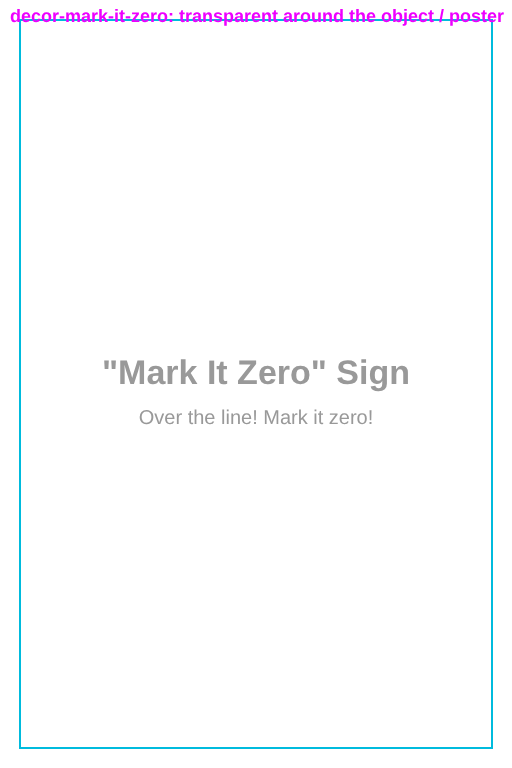 decor-mark-it-zero: transparent around the object / poster
"Mark It Zero" Sign
Over the line! Mark it zero!